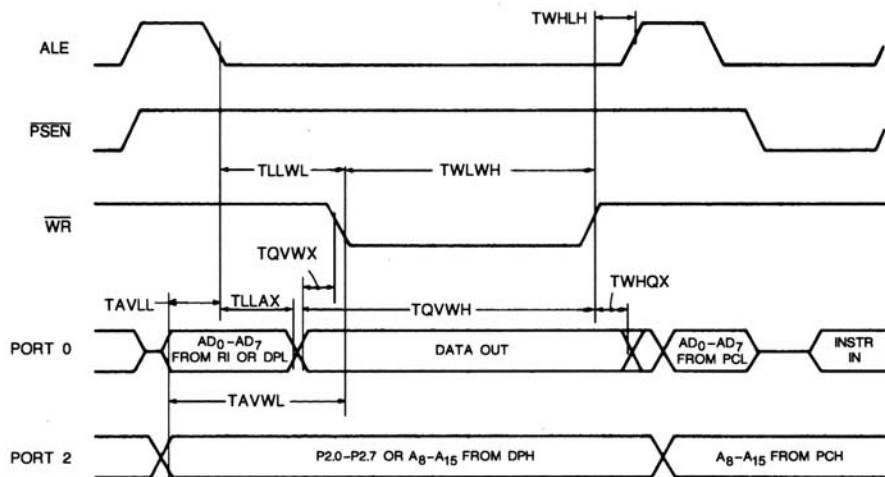 TWHLH
ALE
PSEN
TLLWL
TWLWH
WR
TQVWX
TWHQX
TAVLL
TLLAX
TQVWH
PORT 0
AD0-AD7
FROM RI OR DPL
DATA OUT
AD0-AD7
FROM PCL
INSTR
IN
TAVWL
PORT 2
P2.0-P2.7 OR A8-A15 FROM DPH
A8-A15 FROM PCH